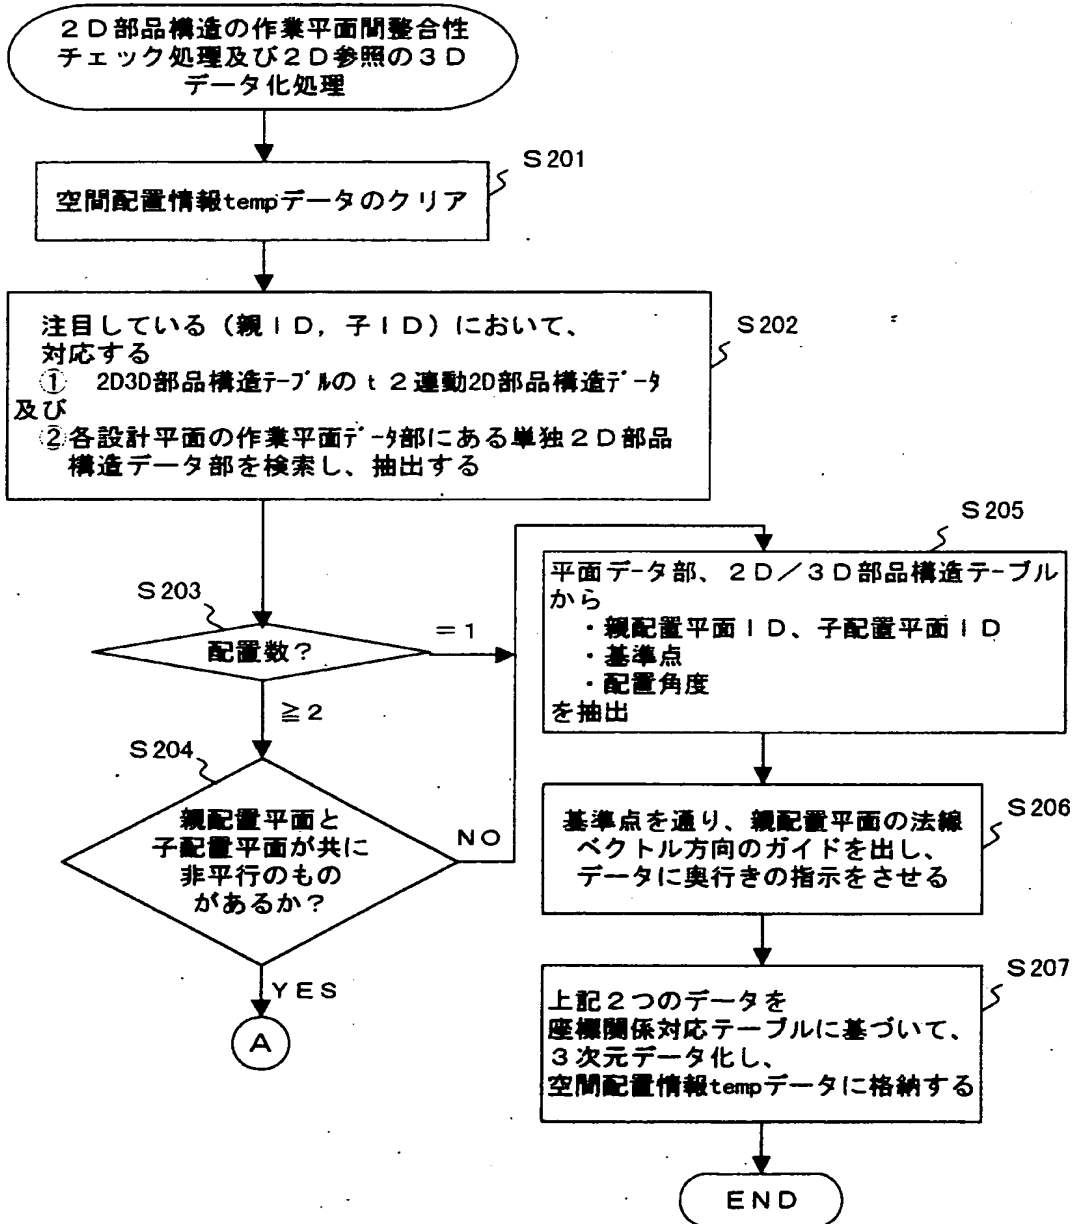 ２Ｄ部品構造の作業平面間整合性
チェック処理及び２Ｄ参照の３Ｄ
データ化処理
Ｓ201
空間配置情報tempデータのクリア
Ｓ202
注目している（親ＩＤ，子ＩＤ）において、
対応する
① 2D3D部品構造テーブルのｔ２連動2D部品構造データ
及び
②各設計平面の作業平面データ部にある単独２Ｄ部品
構造データ部を検索し、抽出する
Ｓ203
配置数？
＝１
≧２
Ｓ204
親配置平面と
子配置平面が共に
非平行のもの
があるか？
ＮＯ
ＹＥＳ
Ａ
Ｓ205
平面データ部、２Ｄ／３Ｄ部品構造テーブル
から
・親配置平面ＩＤ、子配置平面ＩＤ
・基準点
・配置角度
を抽出
Ｓ206
基準点を通り、親配置平面の法線
ベクトル方向のガイドを出し、
データに奥行きの指示をさせる
Ｓ207
上記２つのデータを
座標関係対応テーブルに基づいて、
３次元データ化し、
空間配置情報tempデータに格納する
ＥＮＤ